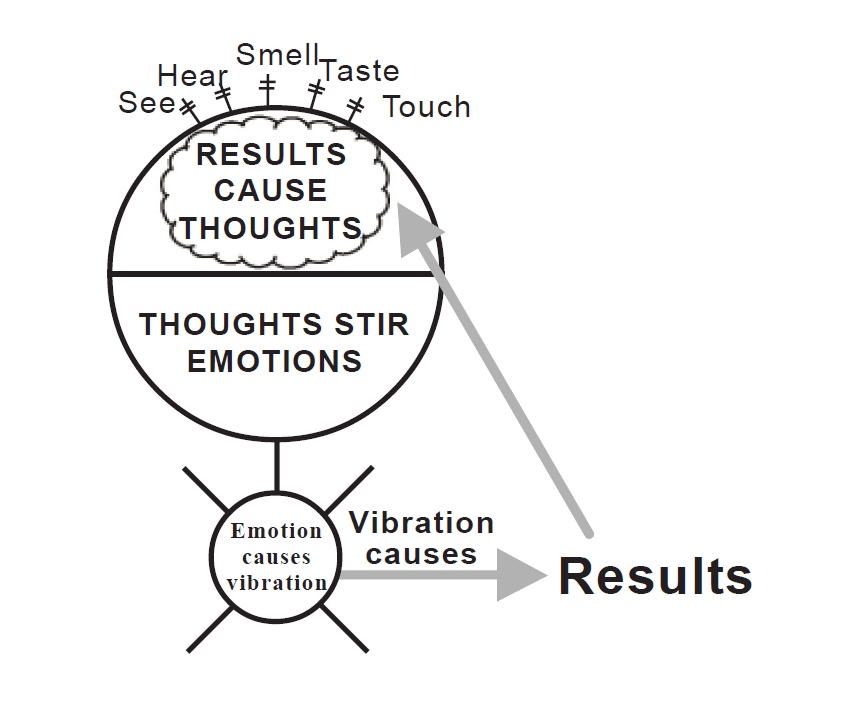 See
Hear
Smell
Taste
Touch
RESULTS
CAUSE
THOUGHTS
THOUGHTS STIR
EMOTIONS
Emotion
causes
vibration
Vibration
causes
Results